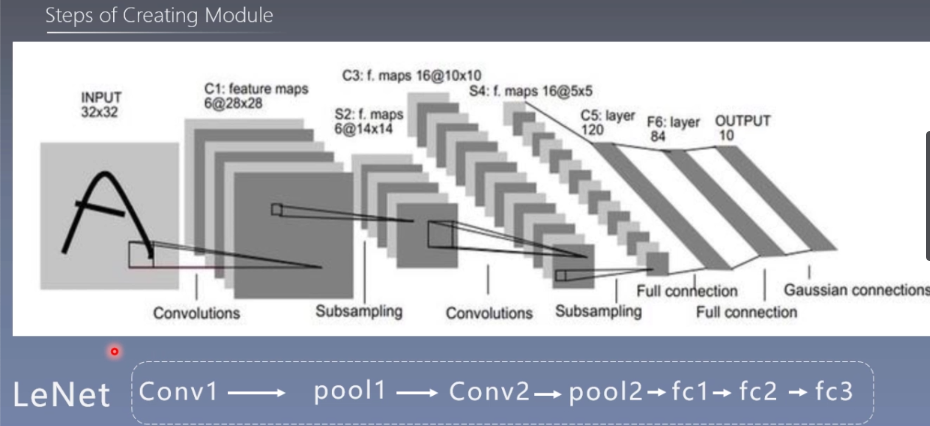 Steps of Creating Module
INPUT
32x32
C1: feature maps
6@28x28
S2: f. maps
6@14x14
C3: f. maps 16@10x10
S4: f. maps 16@5x5
C5: layer
120
F6: layer
84
OUTPUT
10
Convolutions
Subsampling
Convolutions
Subsampling
Full connection
Full connection
Gaussian connections
LeNet
Conv1 → pool1 → Conv2 → pool2 → fc1 → fc2 → fc3